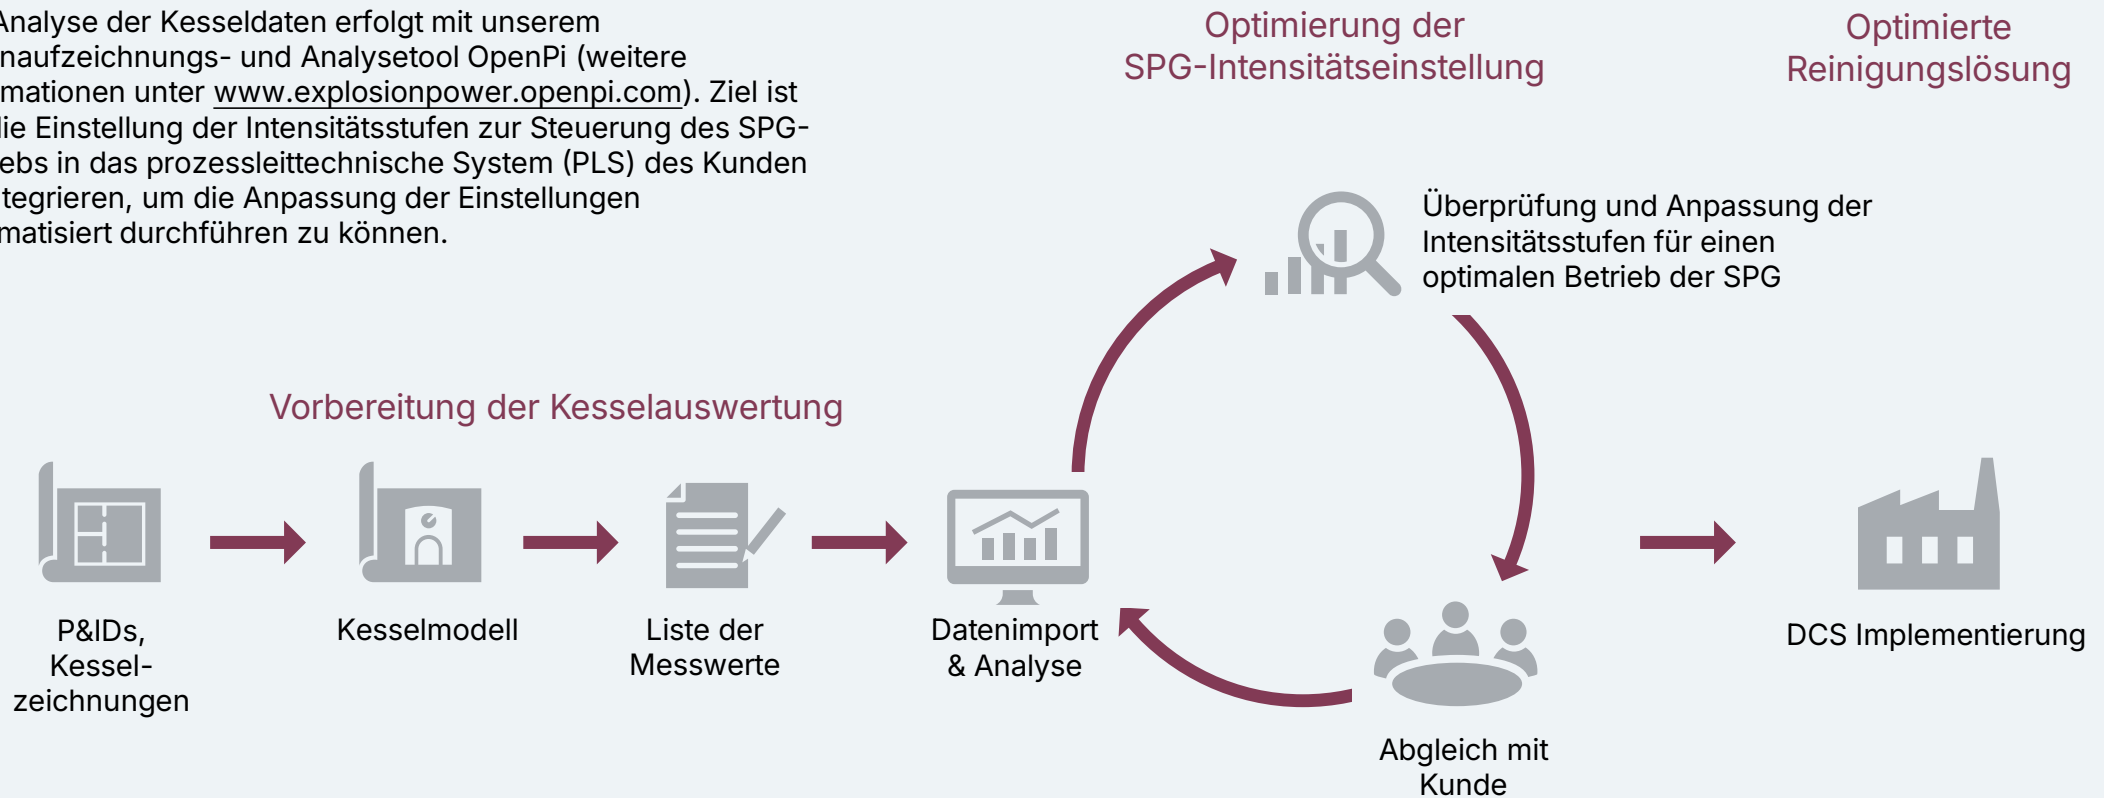 Analyse der Kesseldaten erfolgt mit unserem
naufzeichnungs- und Analysetool OpenPi (weitere
mationen unter www.explosionpower.openpi.com). Ziel ist
die Einstellung der Intensitätsstufen zur Steuerung des SPG-
ebs in das prozessleittechnische System (PLS) des Kunden
tegrieren, um die Anpassung der Einstellungen
matisiert durchführen zu können.
Optimierung der
SPG-Intensitätseinstellung
Optimierte
Reinigungslösung
Überprüfung und Anpassung der
Intensitätsstufen für einen
optimalen Betrieb der SPG
Vorbereitung der Kesselauswertung
P&IDs,
Kessel-
zeichnungen
Kesselmodell
Liste der
Messwerte
Datenimport
& Analyse
Abgleich mit
Kunde
DCS Implementierung